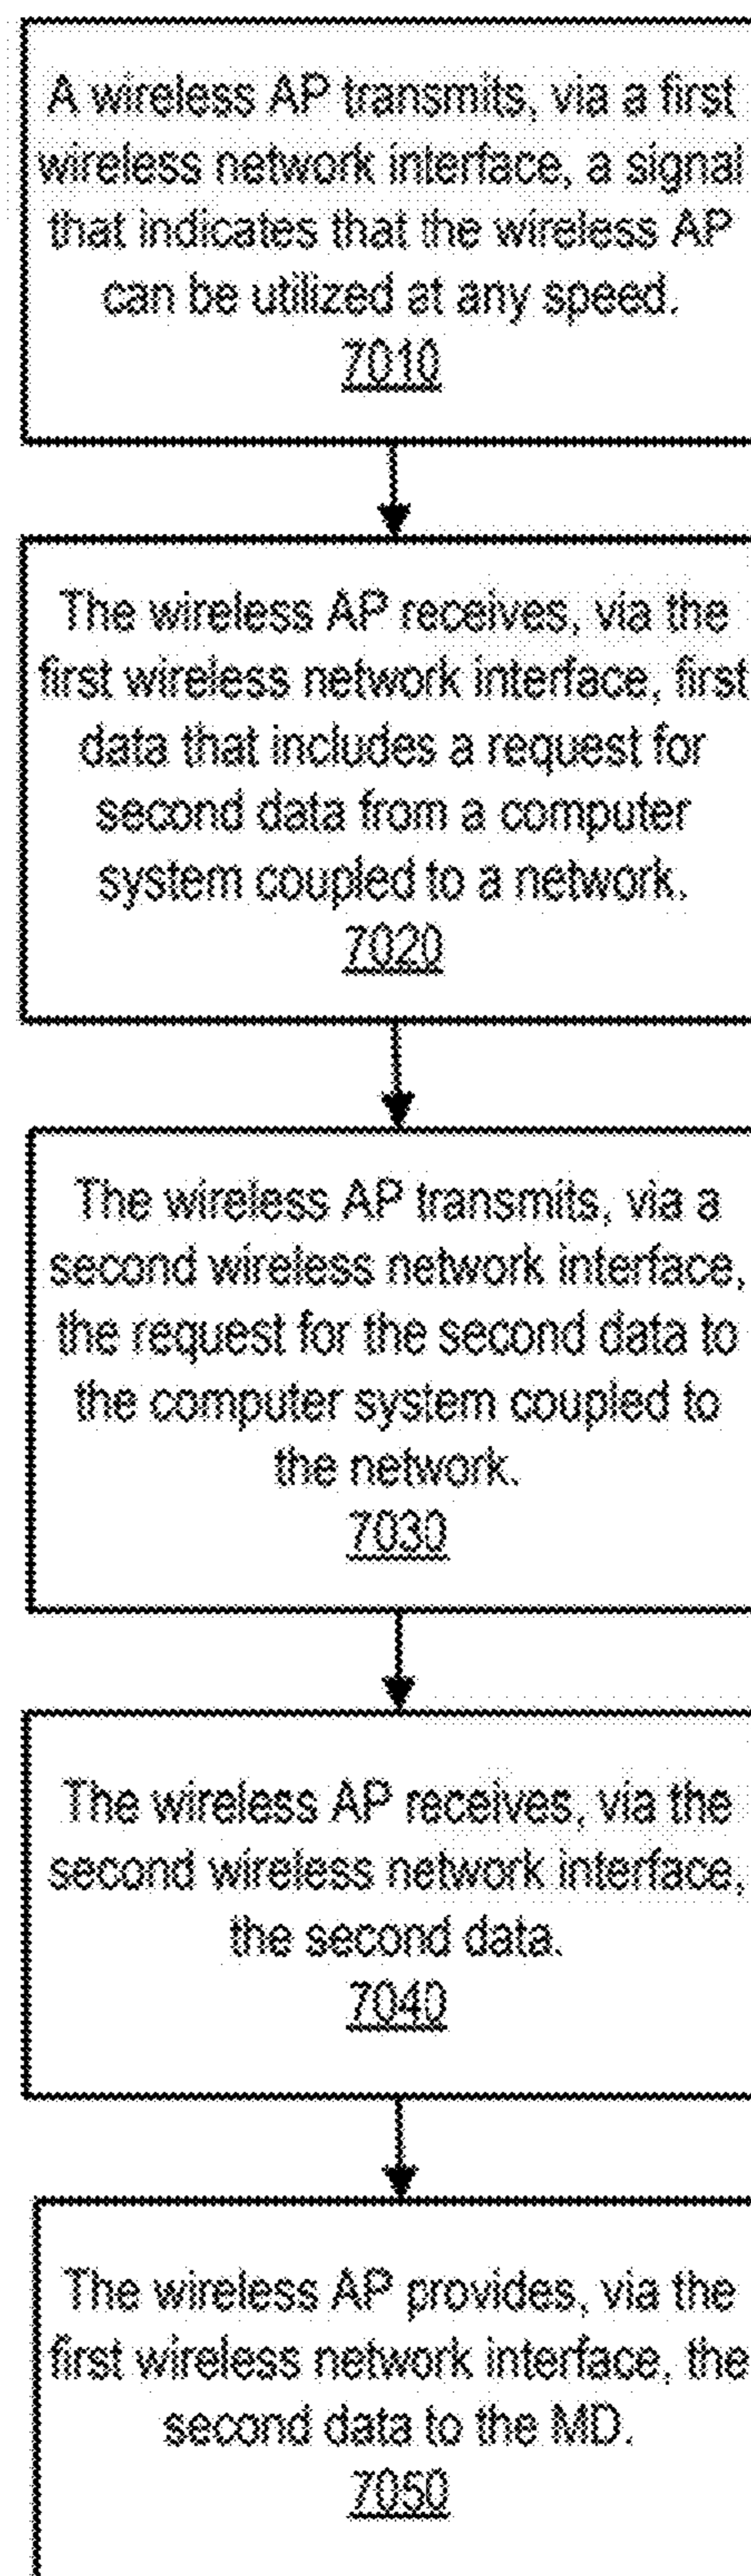 A wireless AP transmits, via a first
wireless network interface, a signal
that indicates that the wireless AP
can be utilized at any speed.
7010
The wireless AP receives, via the
first wireless network interface, first
data that includes a request for
second data from a computer
system coupled to a network.
7020
The wireless AP transmits, via a
second wireless network interface,
the request for the second data to
the computer system coupled to
the network.
7030
The wireless AP receives, via the
second wireless network interface,
the second data.
7040
The wireless AP provides, via the
first wireless network interface, the
second data to the MD.
7050